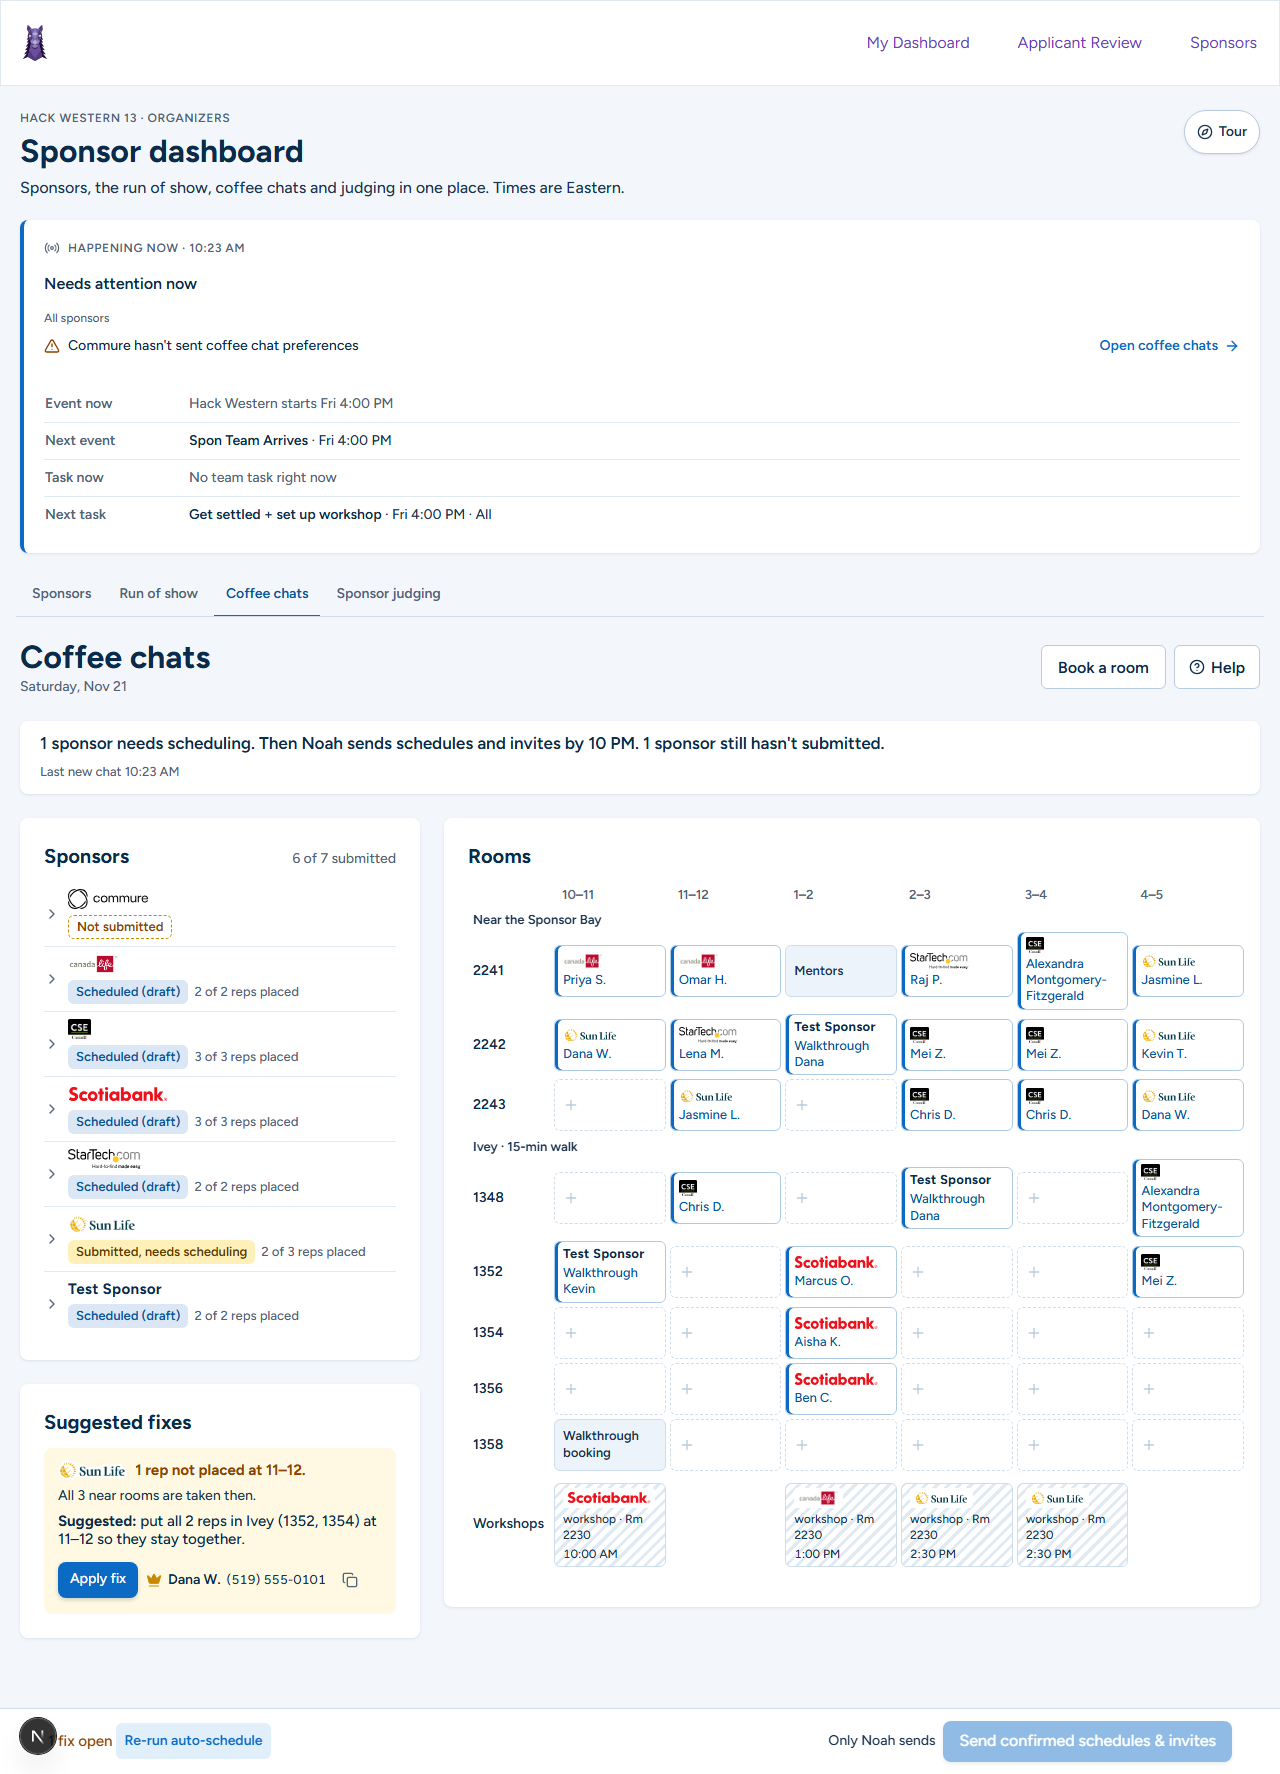 My Dashboard
Applicant Review
Sponsors
HACK WESTERN 13 · ORGANIZERS
Sponsor dashboard
Tour
Sponsors, the run of show, coffee chats and judging in one place. Times are Eastern.
HAPPENING NOW · 10:23 AM
Needs attention now
All sponsors
Commure hasn't sent coffee chat preferences
Open coffee chats
Event now
Hack Western starts Fri 4:00 PM
Next event
Spon Team Arrives · Fri 4:00 PM
Task now
No team task right now
Next task
Get settled + set up workshop · Fri 4:00 PM · All
Sponsors
Run of show
Coffee chats
Sponsor judging
Coffee chats
Saturday, Nov 21
Book a room
Help
1 sponsor needs scheduling. Then Noah sends schedules and invites by 10 PM. 1 sponsor still hasn't submitted.
Last new chat 10:23 AM
Sponsors
6 of 7 submitted
commure
Not submitted
canada life
Scheduled (draft)
2 of 2 reps placed
CSE
Scheduled (draft)
3 of 3 reps placed
Scotiabank
Scheduled (draft)
3 of 3 reps placed
StarTech.com
Hard-to-find made easy
Scheduled (draft)
2 of 2 reps placed
Sun Life
Submitted, needs scheduling
2 of 3 reps placed
Test Sponsor
Scheduled (draft)
2 of 2 reps placed
Suggested fixes
Sun Life 1 rep not placed at 11–12.
All 3 near rooms are taken then.
Suggested: put all 2 reps in Ivey (1352, 1354) at
11–12 so they stay together.
Apply fix
Dana W. (519) 555-0101
Rooms
10–11
11–12
1–2
2–3
3–4
4–5
Near the Sponsor Bay
2241
canada life
Priya S.
canada life
Omar H.
Mentors
StarTech.com
Raj P.
CSE
Alexandra
Montgomery-
Fitzgerald
Sun Life
Jasmine L.
2242
Sun Life
Dana W.
StarTech.com
Lena M.
Test Sponsor
Walkthrough
Dana
CSE
Mei Z.
CSE
Mei Z.
Sun Life
Kevin T.
2243
Sun Life
Jasmine L.
CSE
Chris D.
CSE
Chris D.
Sun Life
Dana W.
Ivey · 15-min walk
1348
CSE
Chris D.
Test Sponsor
Walkthrough
Dana
CSE
Alexandra
Montgomery-
Fitzgerald
1352
Test Sponsor
Walkthrough
Kevin
Scotiabank
Marcus O.
CSE
Mei Z.
1354
Scotiabank
Aisha K.
1356
Scotiabank
Ben C.
1358
Walkthrough
booking
Workshops
Scotiabank
workshop · Rm
2230
10:00 AM
canada life
workshop · Rm
2230
1:00 PM
Sun Life
workshop · Rm
2230
2:30 PM
Sun Life
workshop · Rm
2230
2:30 PM
N
fix open
Re-run auto-schedule
Only Noah sends
Send confirmed schedules & invites